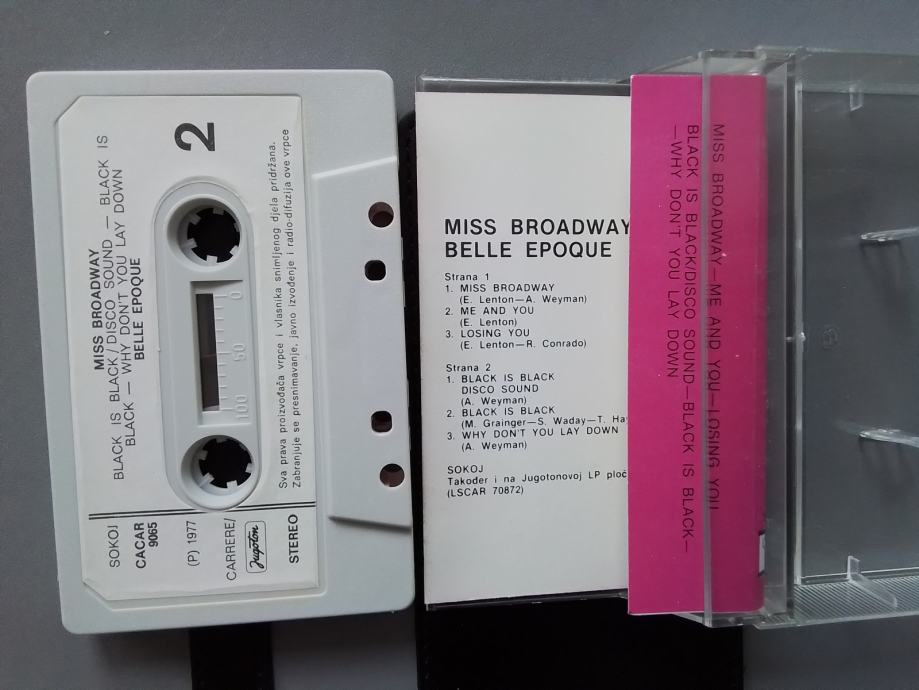 MISS BROADWAY
BLACK IS BLACK/DISCO SOUND — BLACK IS
BLACK — WHY DON'T YOU LAY DOWN
BELLE EPOQUE
2
Sva prava proizvođača vrpce i vlasnika snimljenog djela pridržana.
Zabranjuje se presnimavanje, javno izvođenje i radio-difuzija ove vrpce
0
50
100
SOKOJ
CACAR
9065
(P) 1977
CARRERE/
Jugoton
STEREO
MISS BROADWAY
BELLE EPOQUE
Strana 1
1. MISS BROADWAY
(E. Lenton—A. Weyman)
2. ME AND YOU
(E. Lenton)
3. LOSING YOU
(E. Lenton—R. Conrado)
Strana 2
1. BLACK IS BLACK
DISCO SOUND
(A. Weyman)
2. BLACK IS BLACK
(M. Grainger—S. Waday—T. Ha
3. WHY DON'T YOU LAY DOWN
(A. Weyman)
SOKOJ
Također i na Jugotonovoj LP ploč
(LSCAR 70872)
MISS BROADWAY—ME AND YOU—LOSING YOU
BLACK IS BLACK/DISCO SOUND—BLACK IS BLACK—
—WHY DON'T YOU LAY DOWN